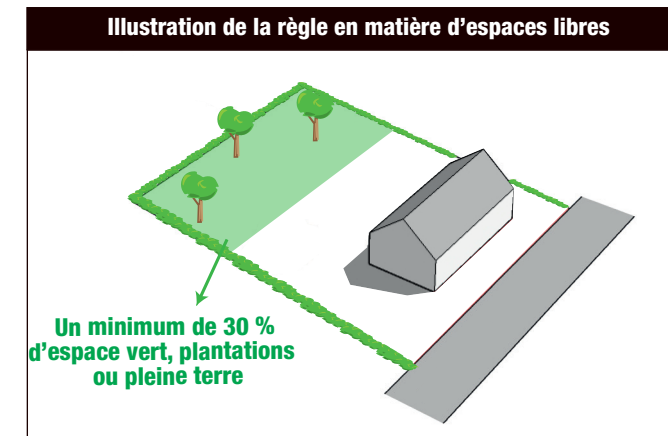 Illustration de la règle en matière d’espaces libres
Un minimum de 30 %
d’espace vert, plantations
ou pleine terre